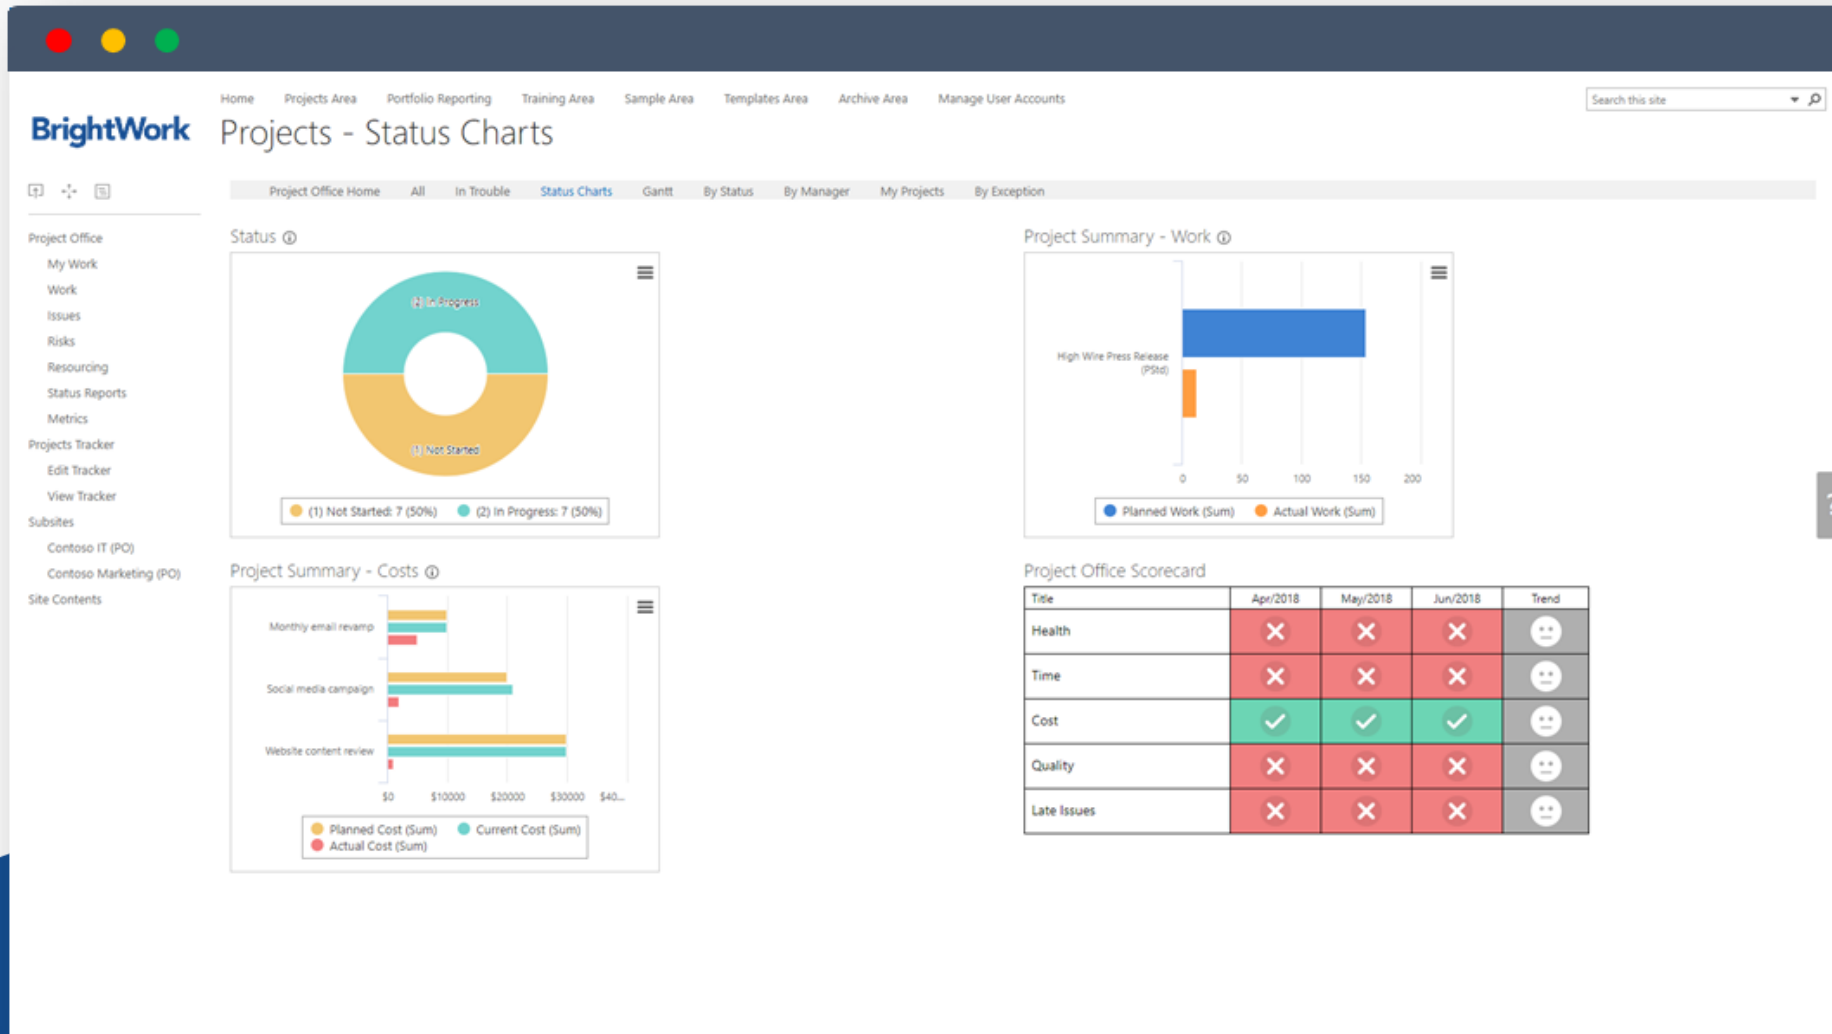 Home Projects Area Portfolio Reporting Training Area Sample Area Templates Area Archive Area Manage User Accounts
Search this site
BrightWork
Projects - Status Charts
Project Office Home All In Trouble Status Charts Gantt By Status By Manager My Projects By Exception
Project Office
My Work
Work
Issues
Risks
Resourcing
Status Reports
Metrics
Projects Tracker
Edit Tracker
View Tracker
Subsites
Contoso IT (PO)
Contoso Marketing (PO)
Site Contents
Status
(2) In Progress
(1) Not Started
(1) Not Started: 7 (50%) (2) In Progress: 7 (50%)
Project Summary - Work
High Wire Press Release
(PStd)
0 50 100 150 200
Planned Work (Sum) Actual Work (Sum)
Project Summary - Costs
Monthly email revamp
Social media campaign
Website content review
$0 $10000 $20000 $30000 $40...
Planned Cost (Sum) Current Cost (Sum)
Actual Cost (Sum)
Project Office Scorecard
Title Apr/2018 May/2018 Jun/2018 Trend
Health
Time
Cost
Quality
Late Issues
?